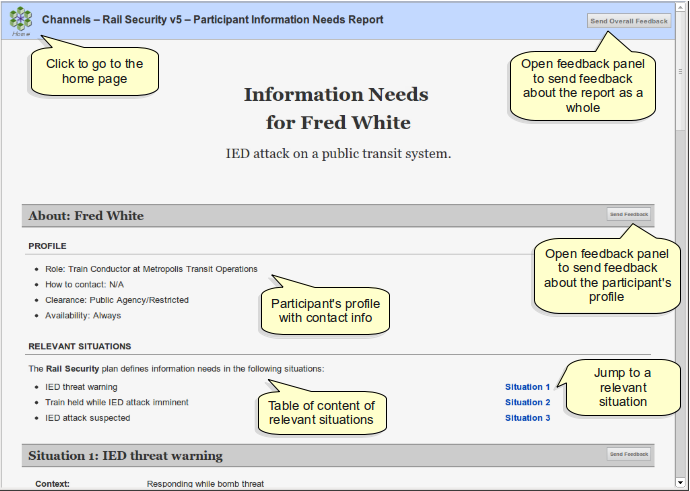 Channels – Rail Security v5 – Participant Information Needs Report
Send Overall Feedback
Home
Click to go to the
home page
Open feedback panel
to send feedback
about the report as a
whole
Information Needs
for Fred White
IED attack on a public transit system.
About: Fred White
Send Feedback
PROFILE
Open feedback panel
to send feedback
about the participant's
profile
Role: Train Conductor at Metropolis Transit Operations
How to contact: N/A
Clearance: Public Agency/Restricted
Availability: Always
Participant's profile
with contact info
RELEVANT SITUATIONS
The Rail Security plan defines information needs in the following situations:
IED threat warning
Situation 1
Train held while IED attack imminent
Situation 2
IED attack suspected
Situation 3
Table of content of
relevant situations
Jump to a
relevant
situation
Situation 1: IED threat warning
Send Feedback
Context:
Responding while bomb threat